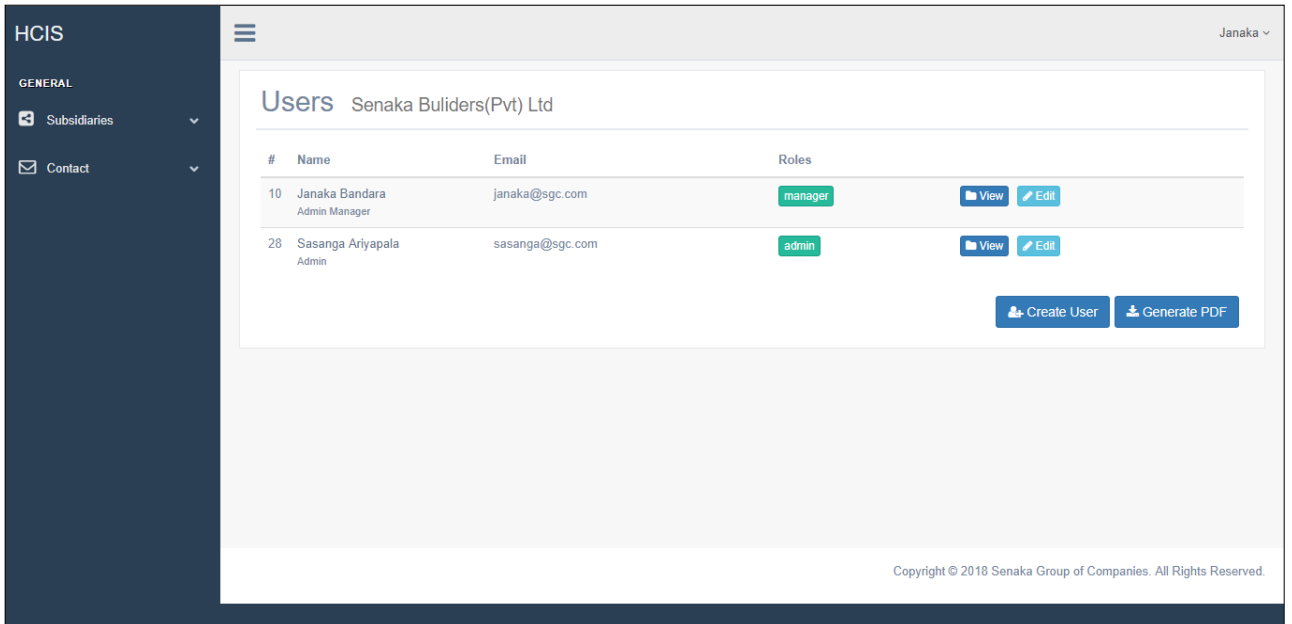 HCIS
Janaka
GENERAL
Subsidiaries
Contact
Users Senaka Buliders(Pvt) Ltd
# Name Email Roles
10 Janaka Bandara janaka@sgc.com manager View Edit
Admin Manager
28 Sasanga Ariyapala sasanga@sgc.com admin View Edit
Admin
Create User Generate PDF
Copyright © 2018 Senaka Group of Companies. All Rights Reserved.